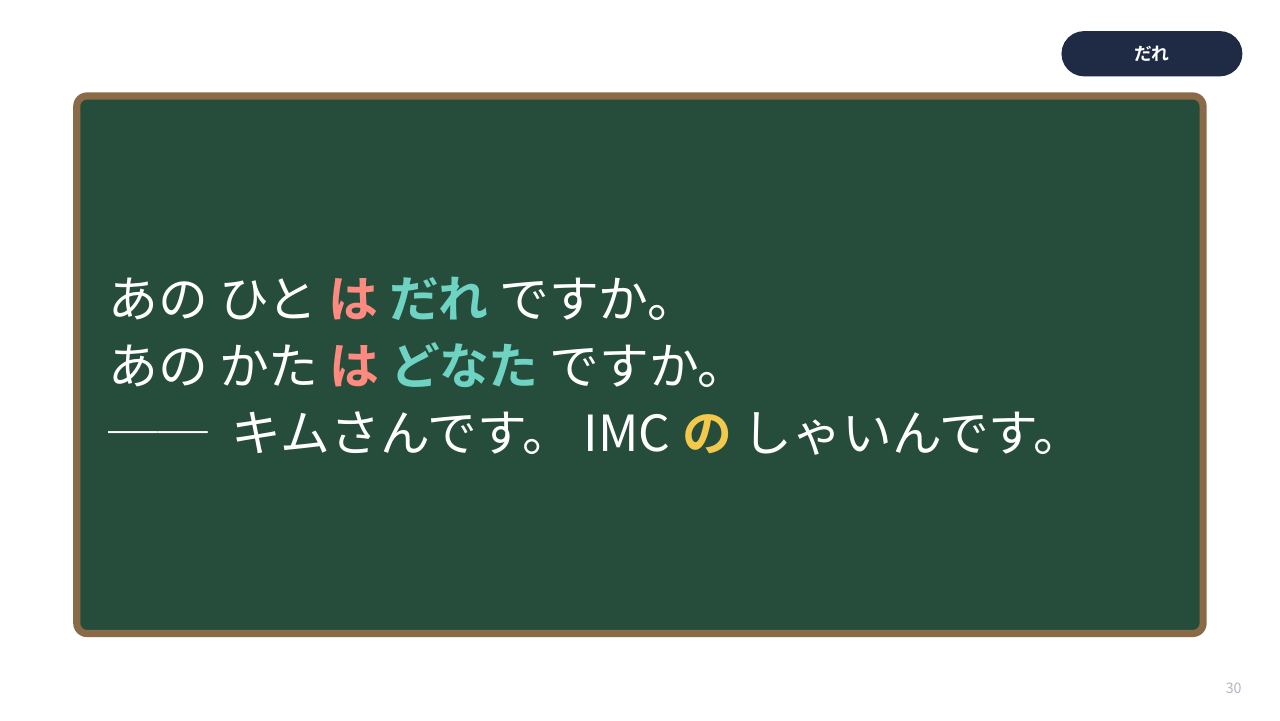 だれ
あの ひと は だれ ですか。
あの かた は どなた ですか。
── キムさんです。 IMC の しゃいんです。
30